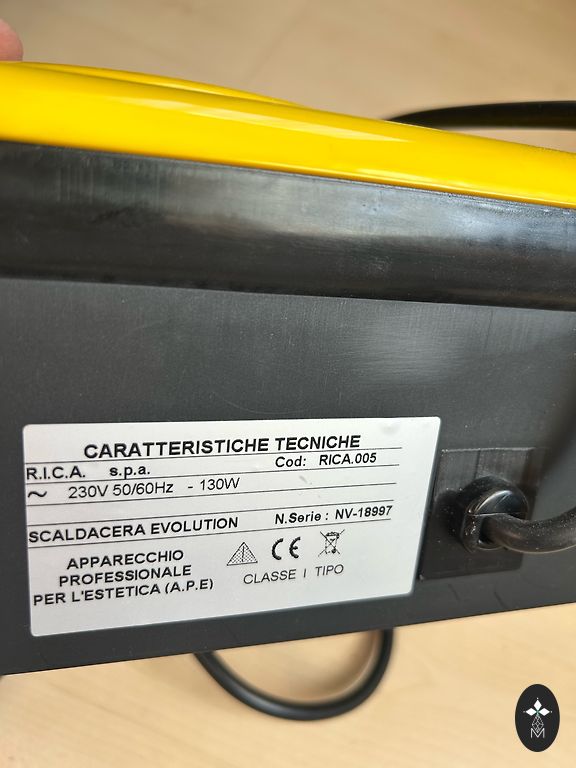 CARATTERISTICHE TECNICHE
R.I.C.A. s.p.a. Cod: RICA.005
~ 230V 50/60Hz - 130W
SCALDACERA EVOLUTION N.Serie : NV-18997
APPARECCHIO
PROFESSIONALE
PER L'ESTETICA (A.P.E)
CE
CLASSE I TIPO
M